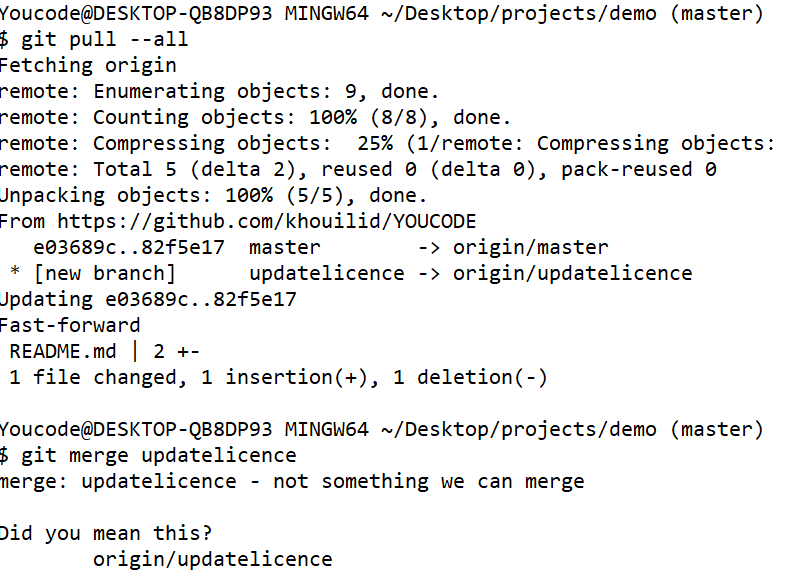 Youcode@DESKTOP-QB8DP93 MINGW64 ~/Desktop/projects/demo (master)
$ git pull --all
Fetching origin
remote: Enumerating objects: 9, done.
remote: Counting objects: 100% (8/8), done.
remote: Compressing objects:  25% (1/remote: Compressing objects:
remote: Total 5 (delta 2), reused 0 (delta 0), pack-reused 0
Unpacking objects: 100% (5/5), done.
From https://github.com/khouilid/YOUCODE
   e03689c..82f5e17  master        -> origin/master
 * [new branch]      updatelicence -> origin/updatelicence
Updating e03689c..82f5e17
Fast-forward
 README.md | 2 +-
 1 file changed, 1 insertion(+), 1 deletion(-)
Youcode@DESKTOP-QB8DP93 MINGW64 ~/Desktop/projects/demo (master)
$ git merge updatelicence
merge: updatelicence - not something we can merge
Did you mean this?
        origin/updatelicence